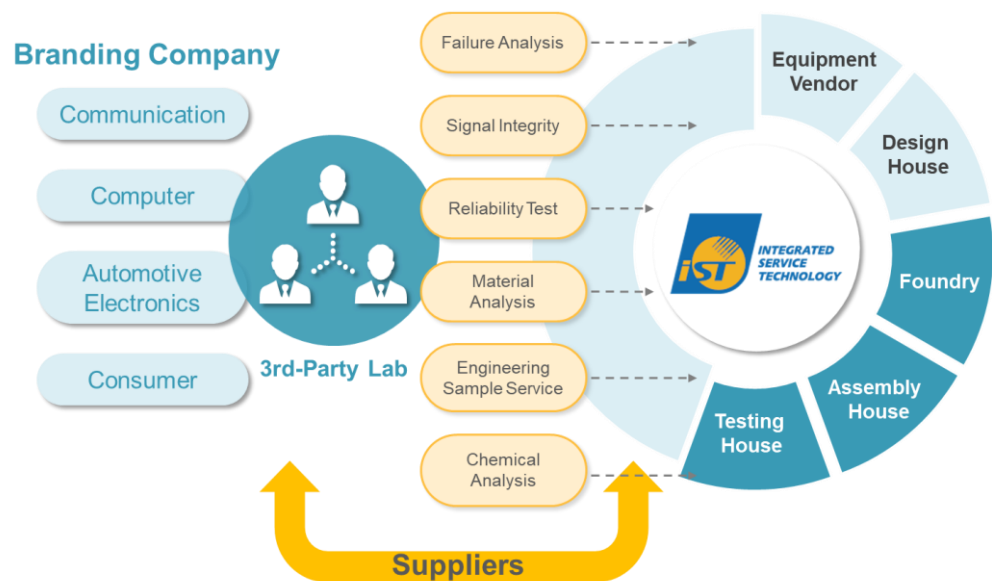 Branding Company
Communication
Computer
Automotive
Electronics
Consumer
3rd-Party Lab
Failure Analysis
Signal Integrity
Reliability Test
Material
Analysis
Engineering
Sample Service
Chemical
Analysis
Equipment
Vendor
Design
House
Foundry
Assembly
House
Testing
House
iST
INTEGRATED
SERVICE
TECHNOLOGY
Suppliers